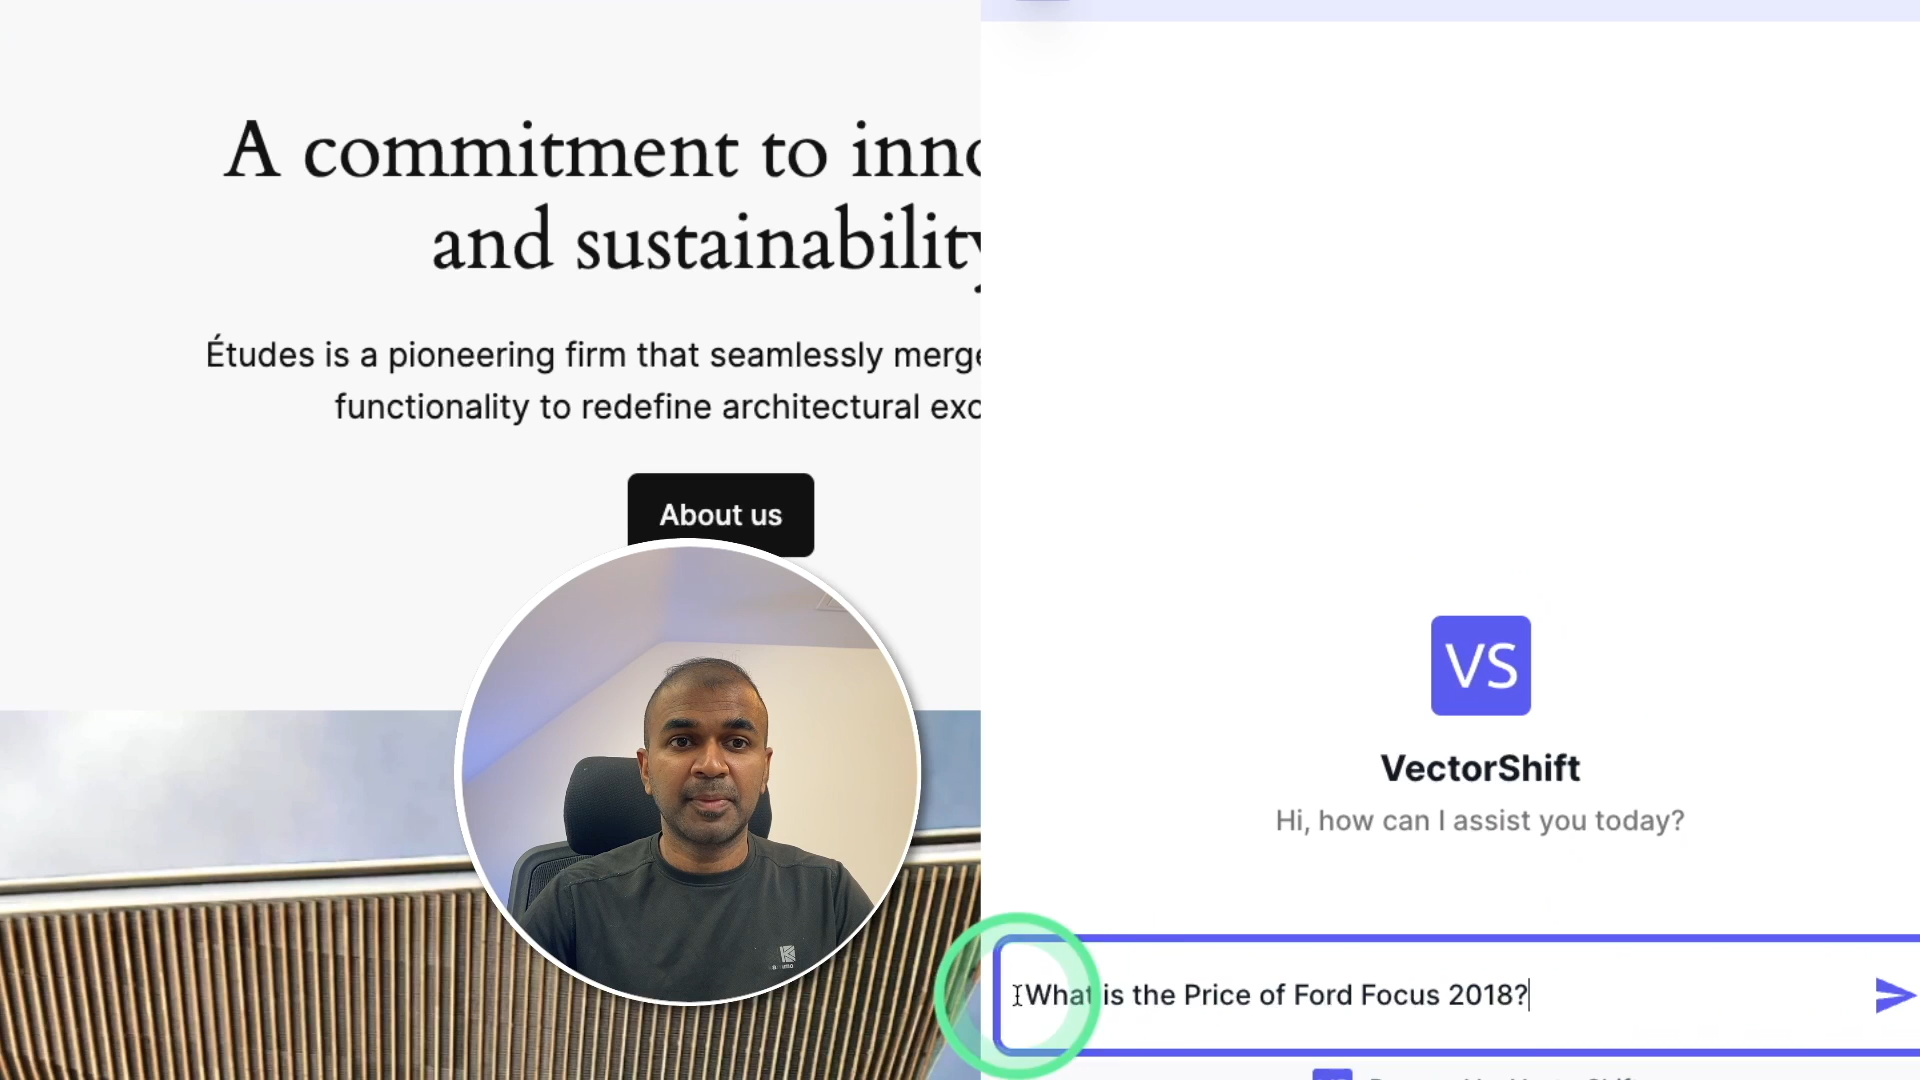 A commitment to inno
and sustainability
Études is a pioneering firm that seamlessly merge
functionality to redefine architectural exc
About us
VS
VectorShift
Hi, how can I assist you today?
What is the Price of Ford Focus 2018?